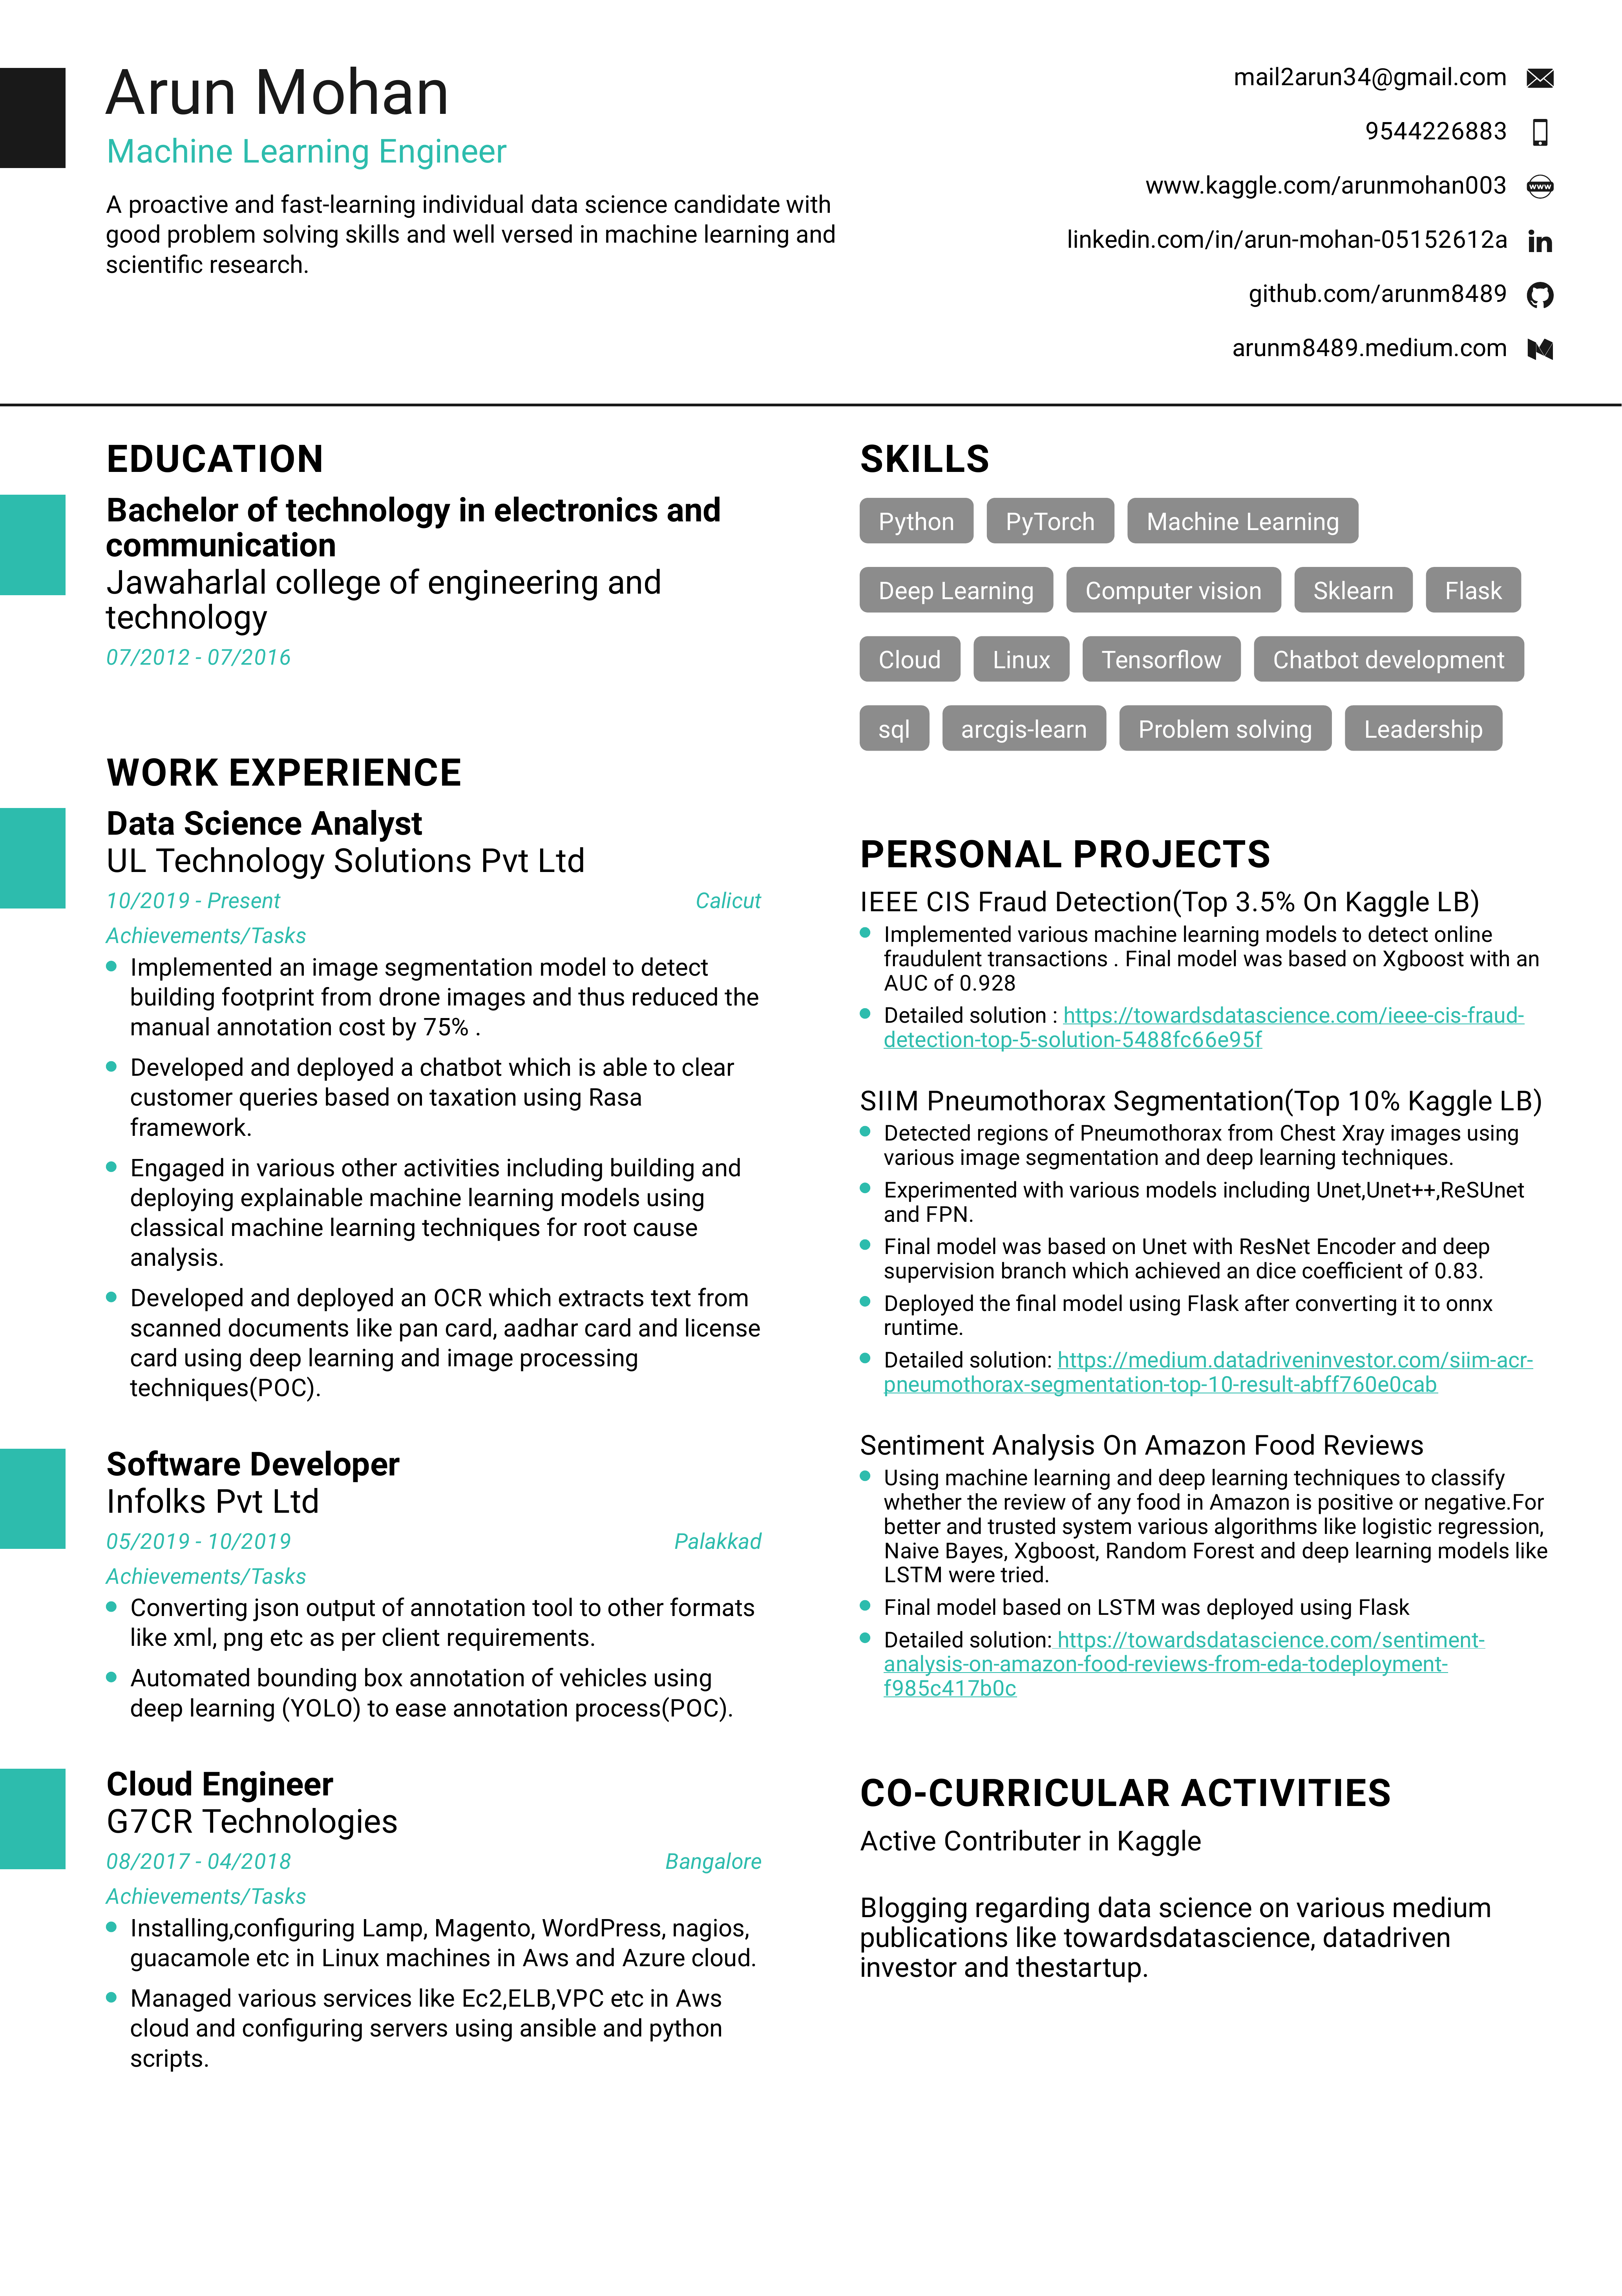 Arun Mohan
Machine Learning Engineer
A proactive and fast-learning individual data science candidate with
good problem solving skills and well versed in machine learning and
scientific research.
mail2arun34@gmail.com
9544226883
www.kaggle.com/arunmohan003
linkedin.com/in/arun-mohan-05152612a
github.com/arunm8489
arunm8489.medium.com
EDUCATION
Bachelor of technology in electronics and
communication
Jawaharlal college of engineering and
technology
07/2012 - 07/2016
WORK EXPERIENCE
Data Science Analyst
UL Technology Solutions Pvt Ltd
10/2019 - Present Calicut
Achievements/Tasks
Implemented an image segmentation model to detect
building footprint from drone images and thus reduced the
manual annotation cost by 75% .
Developed and deployed a chatbot which is able to clear
customer queries based on taxation using Rasa
framework.
Engaged in various other activities including building and
deploying explainable machine learning models using
classical machine learning techniques for root cause
analysis.
Developed and deployed an OCR which extracts text from
scanned documents like pan card, aadhar card and license
card using deep learning and image processing
techniques(POC).
Software Developer
Infolks Pvt Ltd
05/2019 - 10/2019 Palakkad
Achievements/Tasks
Converting json output of annotation tool to other formats
like xml, png etc as per client requirements.
Automated bounding box annotation of vehicles using
deep learning (YOLO) to ease annotation process(POC).
Cloud Engineer
G7CR Technologies
08/2017 - 04/2018 Bangalore
Achievements/Tasks
Installing,configuring Lamp, Magento, WordPress, nagios,
guacamole etc in Linux machines in Aws and Azure cloud.
Managed various services like Ec2,ELB,VPC etc in Aws
cloud and configuring servers using ansible and python
scripts.
SKILLS
Python PyTorch Machine Learning
Deep Learning Computer vision Sklearn Flask
Cloud Linux Tensorflow Chatbot development
sql arcgis-learn Problem solving Leadership
PERSONAL PROJECTS
IEEE CIS Fraud Detection(Top 3.5% On Kaggle LB)
Implemented various machine learning models to detect online
fraudulent transactions . Final model was based on Xgboost with an
AUC of 0.928
Detailed solution : https://towardsdatascience.com/ieee-cis-fraud-
detection-top-5-solution-5488fc66e95f
SIIM Pneumothorax Segmentation(Top 10% Kaggle LB)
Detected regions of Pneumothorax from Chest Xray images using
various image segmentation and deep learning techniques.
Experimented with various models including Unet,Unet++,ReSUnet
and FPN.
Final model was based on Unet with ResNet Encoder and deep
supervision branch which achieved an dice coefficient of 0.83.
Deployed the final model using Flask after converting it to onnx
runtime.
Detailed solution: https://medium.datadriveninvestor.com/siim-acr-
pneumothorax-segmentation-top-10-result-abff760e0cab
Sentiment Analysis On Amazon Food Reviews
Using machine learning and deep learning techniques to classify
whether the review of any food in Amazon is positive or negative.For
better and trusted system various algorithms like logistic regression,
Naive Bayes, Xgboost, Random Forest and deep learning models like
LSTM were tried.
Final model based on LSTM was deployed using Flask
Detailed solution: https://towardsdatascience.com/sentiment-
analysis-on-amazon-food-reviews-from-eda-todeployment-
f985c417b0c
CO-CURRICULAR ACTIVITIES
Active Contributer in Kaggle
Blogging regarding data science on various medium
publications like towardsdatascience, datadriven
investor and thestartup.